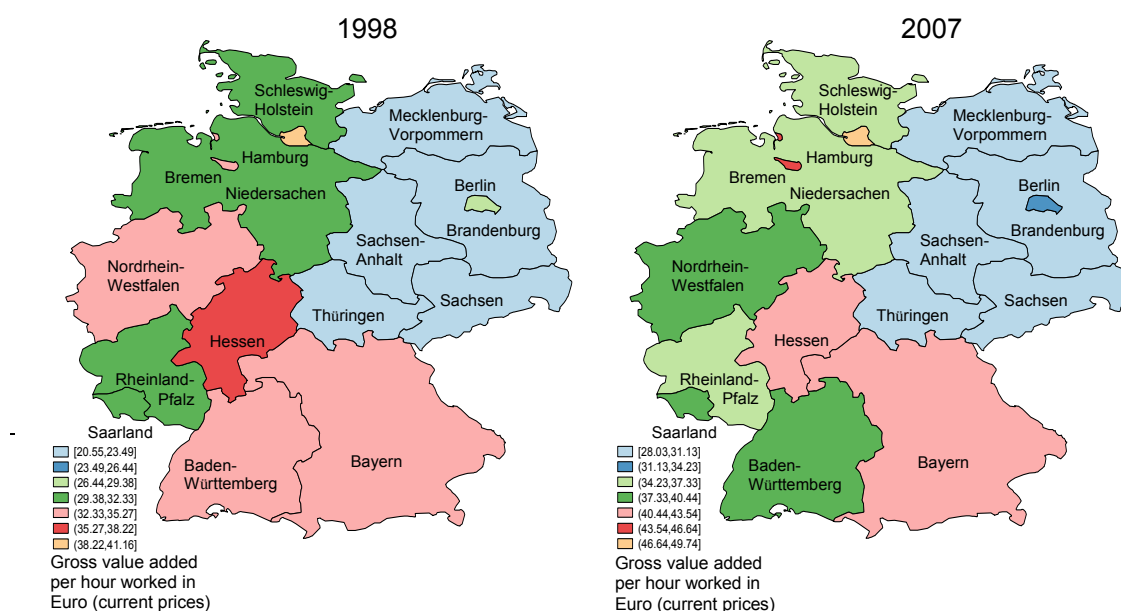 1998
Schleswig-
Holstein
Mecklenburg-
Vorpommern
Hamburg
Bremen
Niedersachen
Berlin
Brandenburg
Sachsen-
Anhalt
Nordrhein-
Westfalen
Sachsen
Thüringen
Hessen
Rheinland-
Pfalz
Saarland
Baden-
Württemberg
Bayern
[20.55,23.49]
(23.49,26.44]
(26.44,29.38]
(29.38,32.33]
(32.33,35.27]
(35.27,38.22]
(38.22,41.16]
Gross value added
per hour worked in
Euro (current prices)
2007
Schleswig-
Holstein
Mecklenburg-
Vorpommern
Hamburg
Bremen
Niedersachen
Berlin
Brandenburg
Sachsen-
Anhalt
Nordrhein-
Westfalen
Sachsen
Thüringen
Hessen
Rheinland-
Pfalz
Saarland
Baden-
Württemberg
Bayern
[28.03,31.13]
(31.13,34.23]
(34.23,37.33]
(37.33,40.44]
(40.44,43.54]
(43.54,46.64]
(46.64,49.74]
Gross value added
per hour worked in
Euro (current prices)